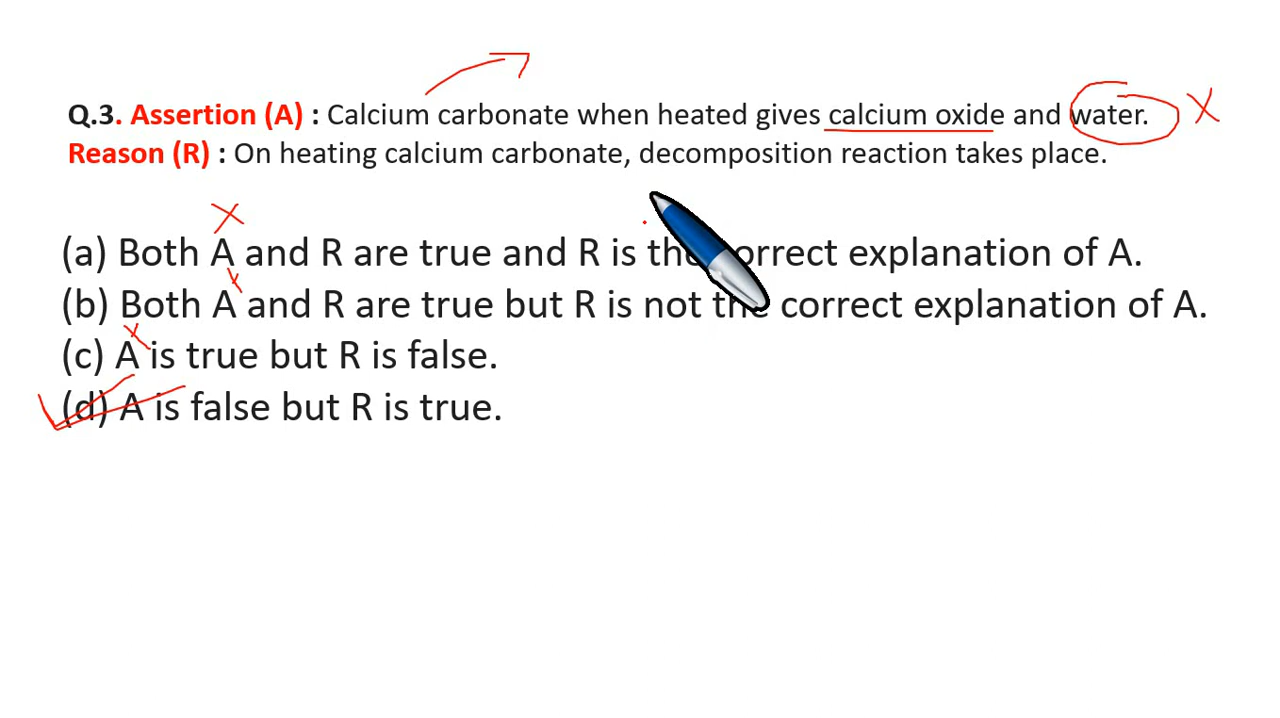 Q.3. Assertion (A) : Calcium carbonate when heated gives calcium oxide and water.
Reason (R) : On heating calcium carbonate, decomposition reaction takes place.
(a) Both A and R are true and R is the correct explanation of A.
(b) Both A and R are true but R is not the correct explanation of A.
(c) A is true but R is false.
(d) A is false but R is true.